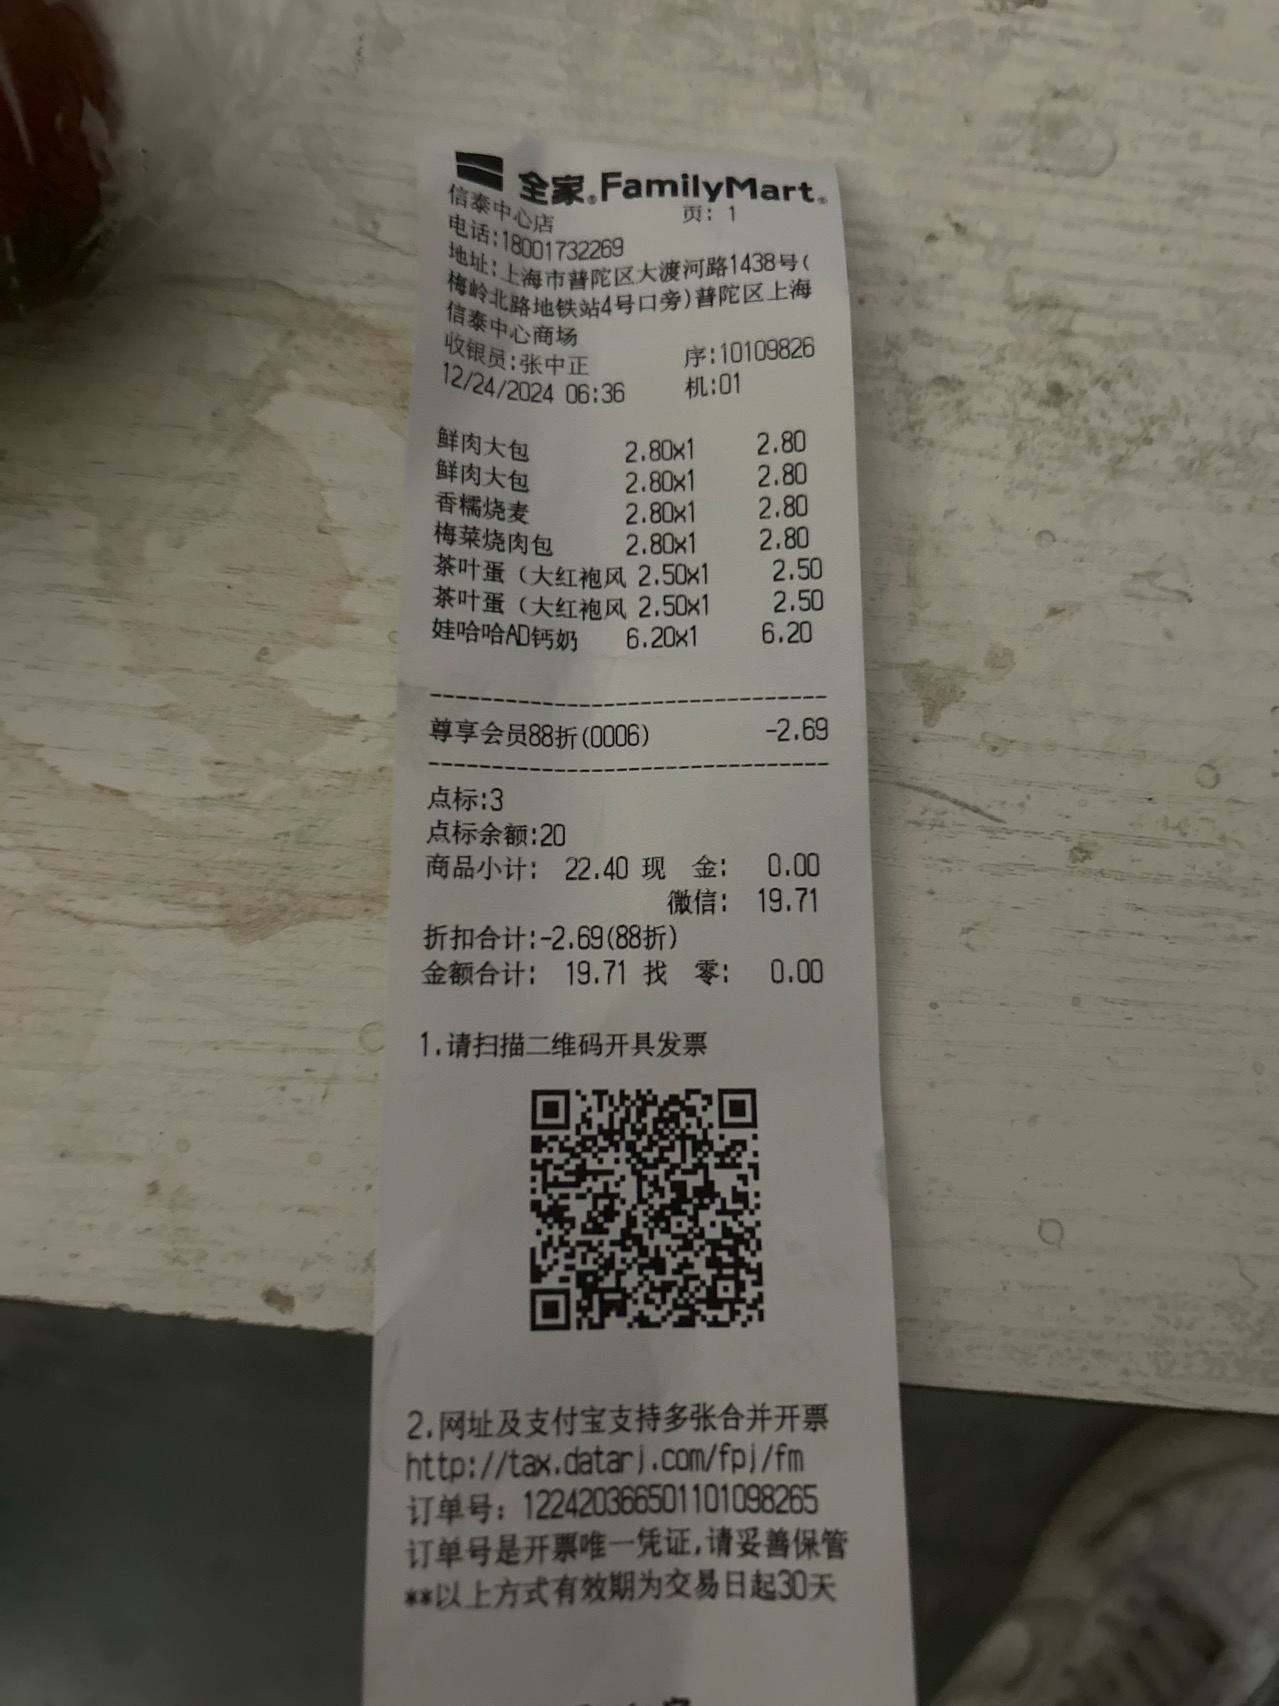 全家®FamilyMart®
信泰中心店 页: 1
电话:18001732269
地址:上海市普陀区大渡河路1438号(
梅岭北路地铁站4号口旁)普陀区上海
信泰中心商场
收银员:张中正 序:10109826
12/24/2024 06:36 机:01
鲜肉大包 2.80x1 2.80
鲜肉大包 2.80x1 2.80
香糯烧麦 2.80x1 2.80
梅菜烧肉包 2.80x1 2.80
茶叶蛋(大红袍风 2.50x1 2.50
茶叶蛋(大红袍风 2.50x1 2.50
娃哈哈AD钙奶 6.20x1 6.20
尊享会员88折(0006) -2.69
点标:3
点标余额:20
商品小计: 22.40 现 金: 0.00
微信: 19.71
折扣合计:-2.69(88折)
金额合计: 19.71 找 零: 0.00
1.请扫描二维码开具发票
2.网址及支付宝支持多张合并开票
http://tax.datarj.com/fpj/fm
订单号: 122420366501101098265
订单号是开票唯一凭证,请妥善保管
**以上方式有效期为交易日起30天